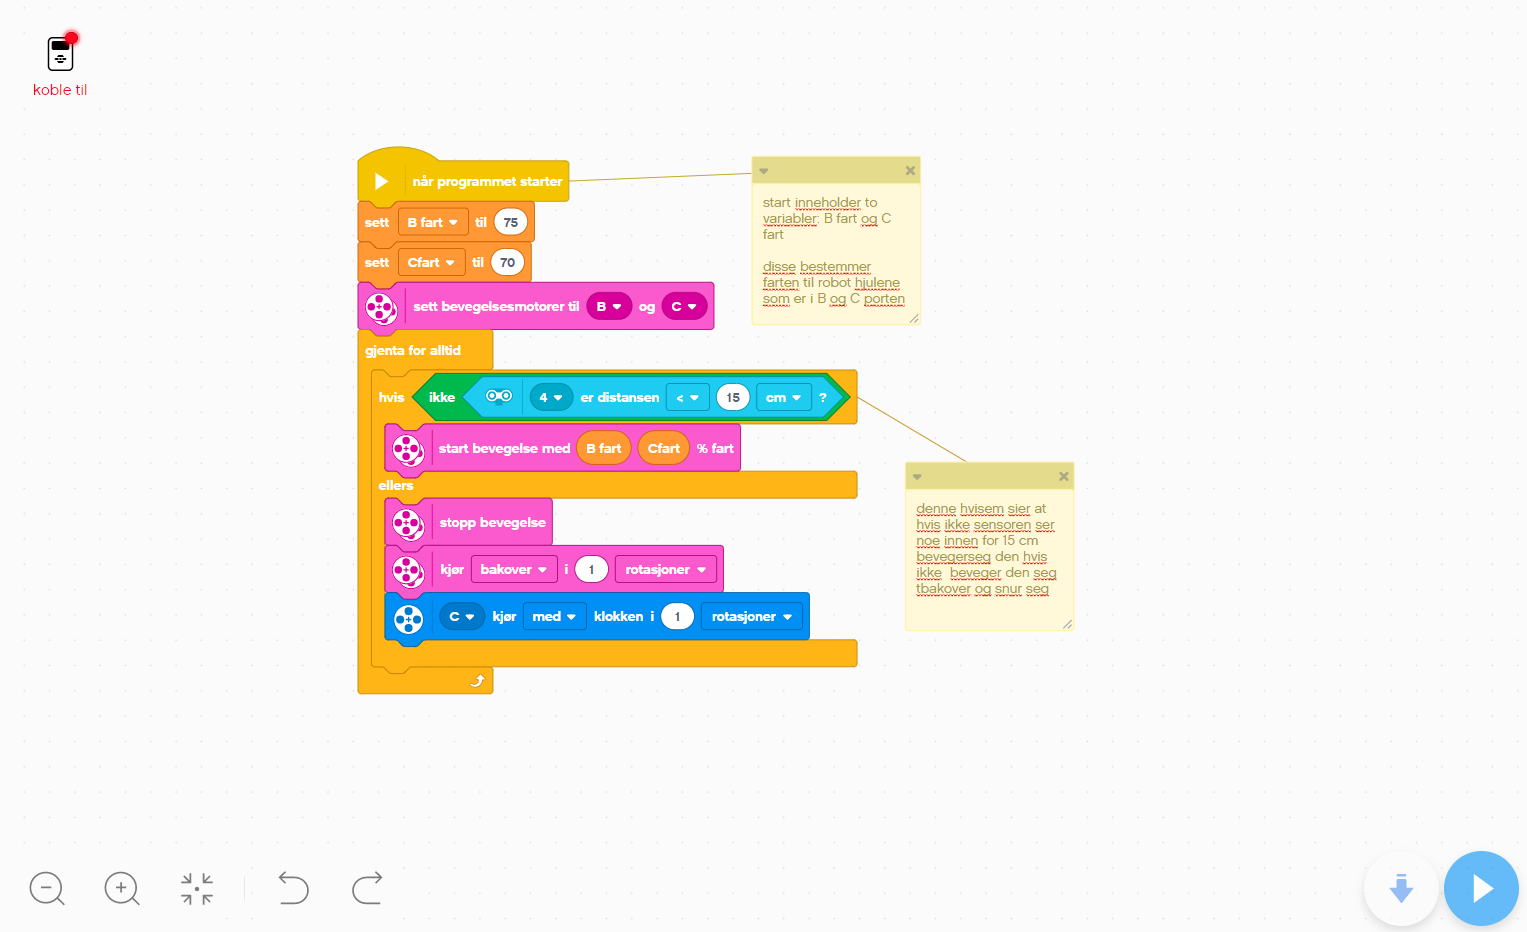 koble til
når programmet starter
sett B fart til 75
sett Cfart til 70
sett bevegelsesmotorer til B og C
gjenta for alltid
hvis ikke 4 er distansen < 15 cm ?
start bevegelse med B fart Cfart % fart
ellers
stopp bevegelse
kjør bakover i 1 rotasjoner
C kjør med klokken i 1 rotasjoner
start inneholder to
variabler: B fart og C
fart
disse bestemmer
farten til robot hjulene
som er i B og C porten
denne hvisem sier at
hvis ikke sensoren ser
noe innen for 15 cm
bevegerseg den hvis
ikke  beveger den seg
tbakover og snur seg